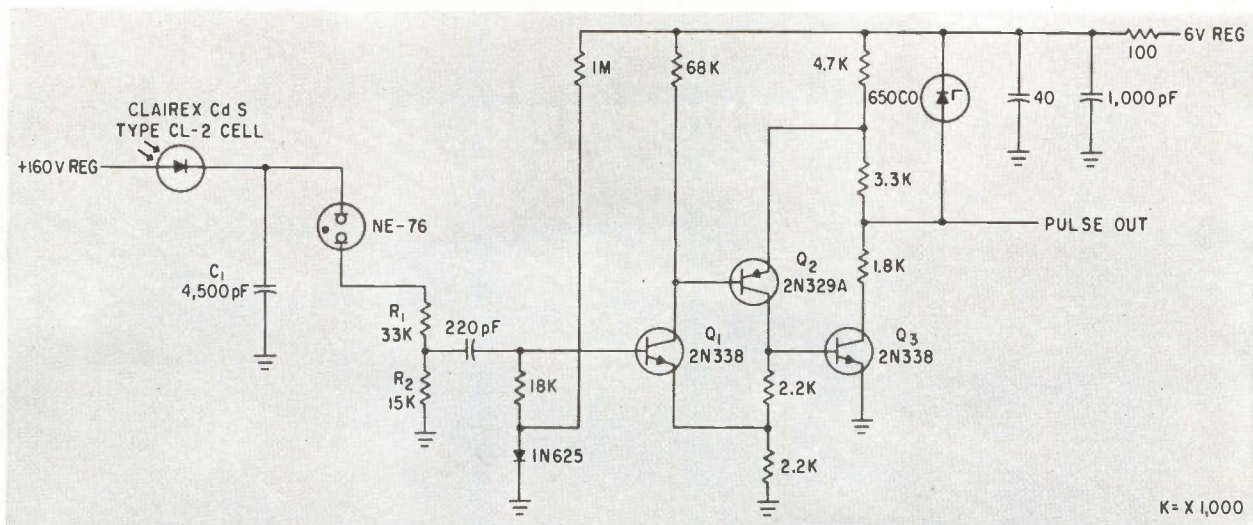 6V REG
100
1M
68K
4.7K
650C0
40
1,000 pF
CLAIREX Cd S
TYPE CL-2 CELL
+160V REG
3.3K
NE-76
PULSE OUT
C1
4,500 pF
Q2
2N329A
1.8K
R1
33K
220 pF
Q1
2N338
Q3
2N338
R2
15K
18K
2.2K
1N625
2.2K
K= X 1,000